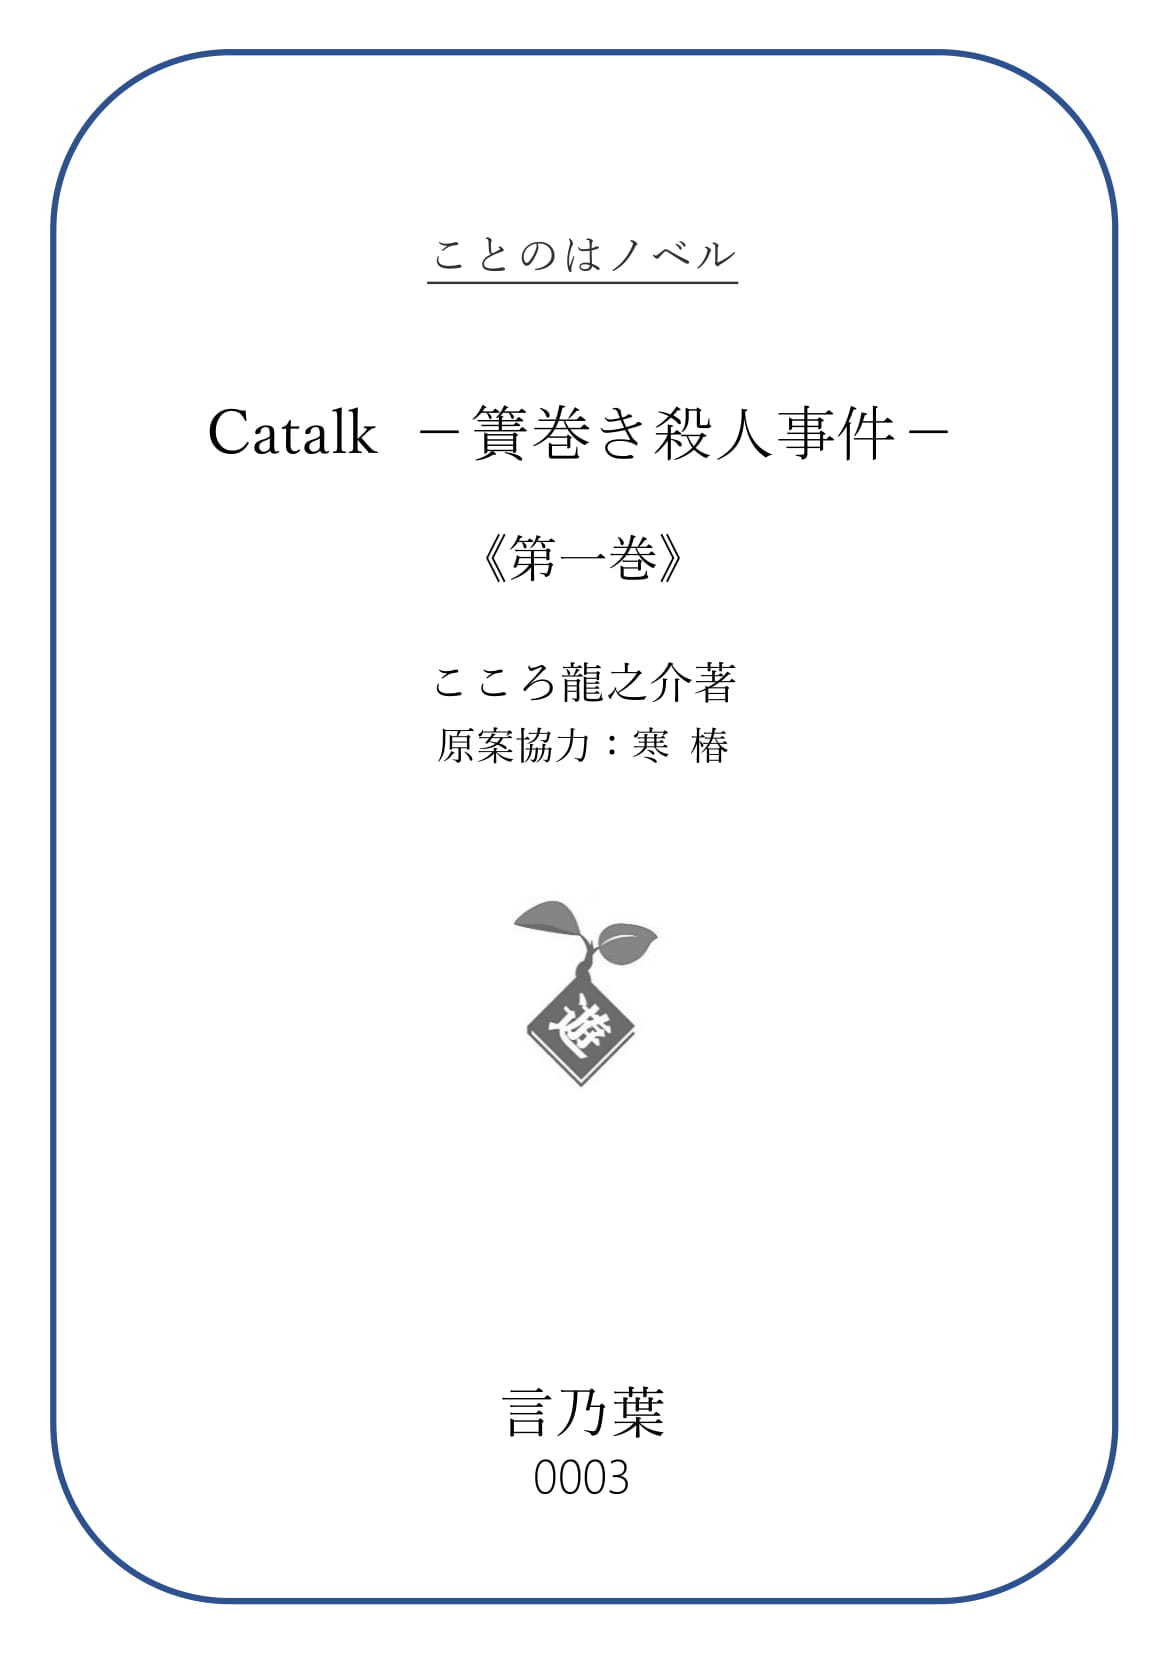 ことのはノベル
Catalk －簀巻き殺人事件－
《第一巻》
こころ龍之介著
原案協力：寒 椿
遊
言乃葉
0003